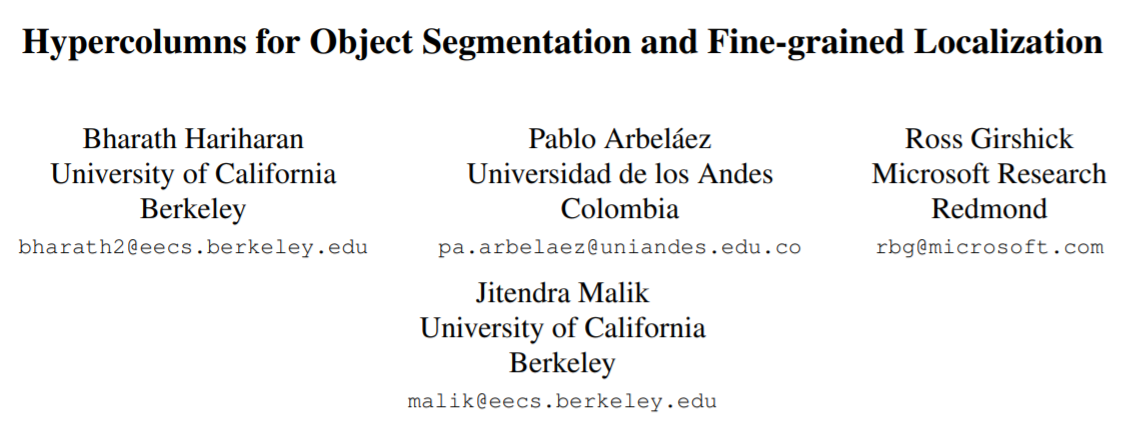 Hypercolumns for Object Segmentation and Fine-grained Localization
Bharath Hariharan
University of California
Berkeley
bharath2@eecs.berkeley.edu
Pablo Arbeláez
Universidad de los Andes
Colombia
pa.arbelaez@uniandes.edu.co
Ross Girshick
Microsoft Research
Redmond
rbg@microsoft.com
Jitendra Malik
University of California
Berkeley
malik@eecs.berkeley.edu